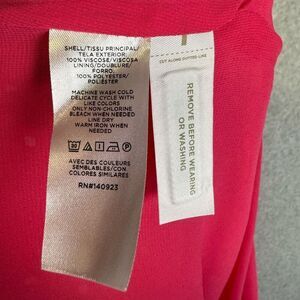 SHELL/TISSU PRINCIPAL/
TELA EXTERIOR:
100% VISCOSE/VISCOSA
LINING/DOUBLURE/
FORRO:
100% POLYESTER/
POLIÉSTER
MACHINE WASH COLD
DELICATE CYCLE WITH
LIKE COLORS
ONLY NON-CHLORINE
BLEACH WHEN NEEDED
LINE DRY
WARM IRON WHEN
NEEDED
30
AVEC DES COULEURS
SEMBLABLES/CON
COLORES SIMILARES
RN#140923
CUT ALONG DOTTED LINE
REMOVE BEFORE WEARING
OR WASHING